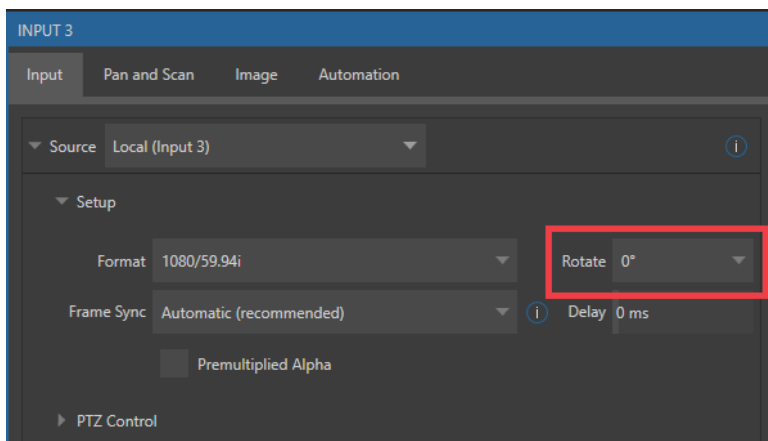 INPUT 3
Input Pan and Scan Image Automation
Source Local (Input 3) i
Setup
Format 1080/59.94i Rotate 0°
Frame Sync Automatic (recommended) i Delay 0 ms
Premultiplied Alpha
PTZ Control